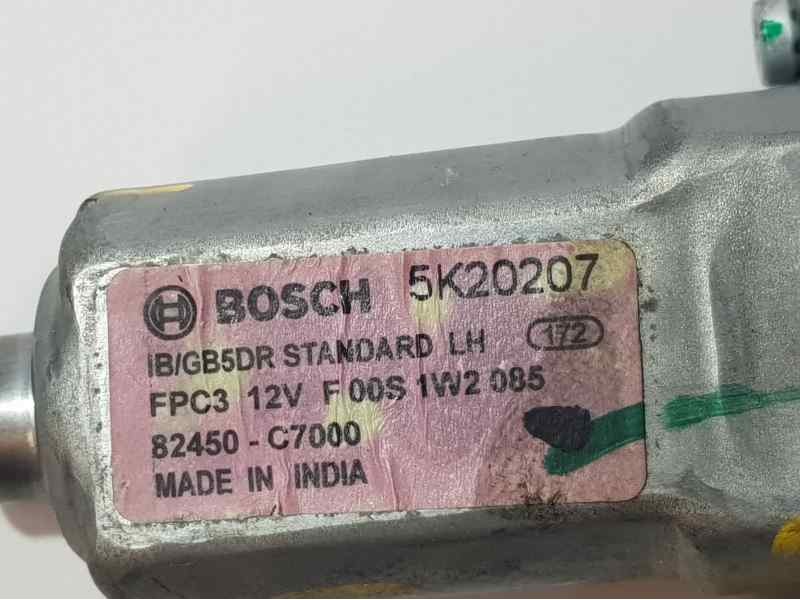 BOSCH 5K20207
IB/GB5DR STANDARD LH 172
FPC3 12V F 00S 1W2 085
82450 - C7000
MADE IN INDIA